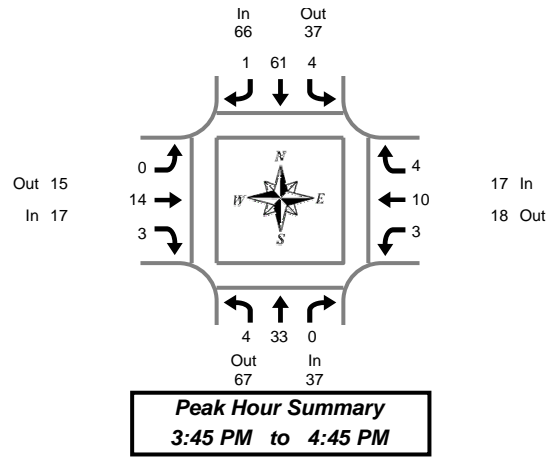 In Out
66 37
1 61 4
0 4
Out 15 14 10 17 In
In 17 3 3 18 Out
N
W E
S
4 33 0
Out In
67 37
Peak Hour Summary
3:45 PM to 4:45 PM